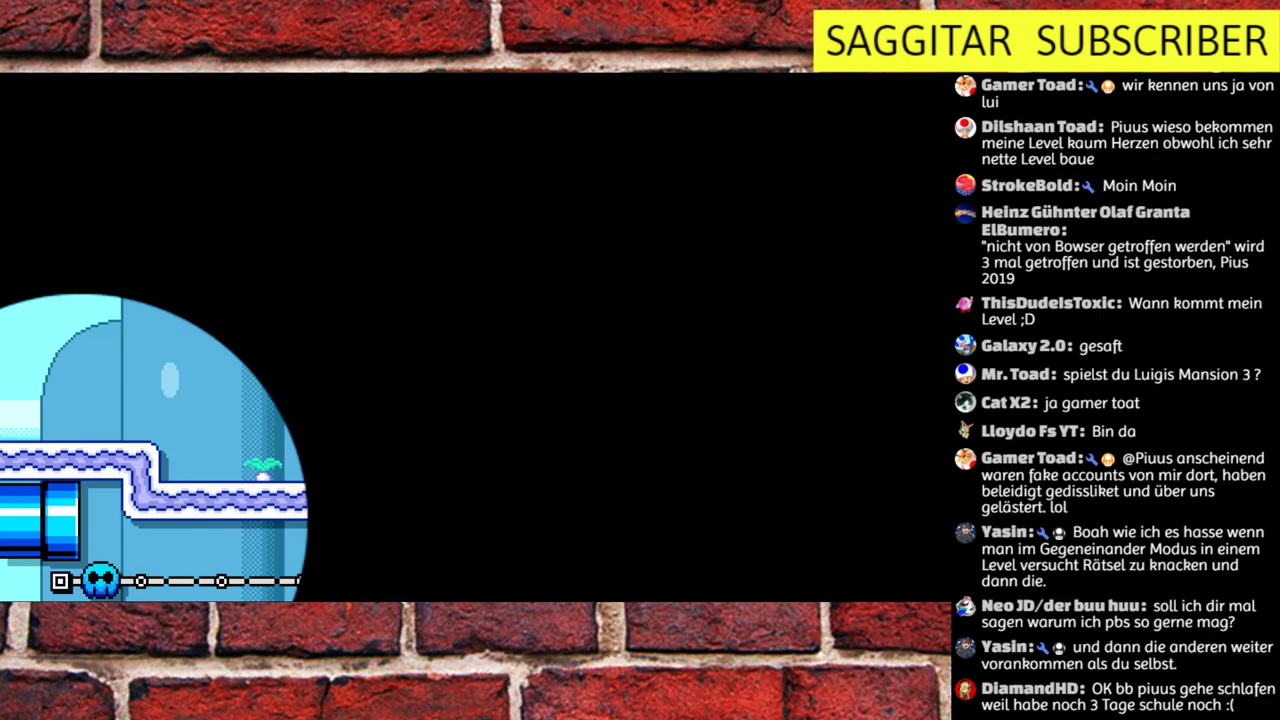 SAGGITAR SUBSCRIBER
Gamer Toad: wir kennen uns ja von
lui
Dilshaan Toad: Piuus wieso bekommen
meine Level kaum Herzen obwohl ich sehr
nette Level baue
StrokeBold: Moin Moin
Heinz Gühnter Olaf Granta
ElBumero:
"nicht von Bowser getroffen werden" wird
3 mal getroffen und ist gestorben, Pius
2019
ThisDudeIsToxic: Wann kommt mein
Level ;D
Galaxy 2.0: gesaft
Mr. Toad: spielst du Luigis Mansion 3 ?
Cat X2: ja gamer toat
Lloydo Fs YT: Bin da
Gamer Toad: @Piuus anscheinend
waren fake accounts von mir dort, haben
beleidigt gedissliket und über uns
gelästert. lol
Yasin: Boah wie ich es hasse wenn
man im Gegeneinander Modus in einem
Level versucht Rätsel zu knacken und
dann die.
Neo JD/der buu huu: soll ich dir mal
sagen warum ich pbs so gerne mag?
Yasin: und dann die anderen weiter
vorankommen als du selbst.
DiamandHD: OK bb piuus gehe schlafen
weil habe noch 3 Tage schule noch :(